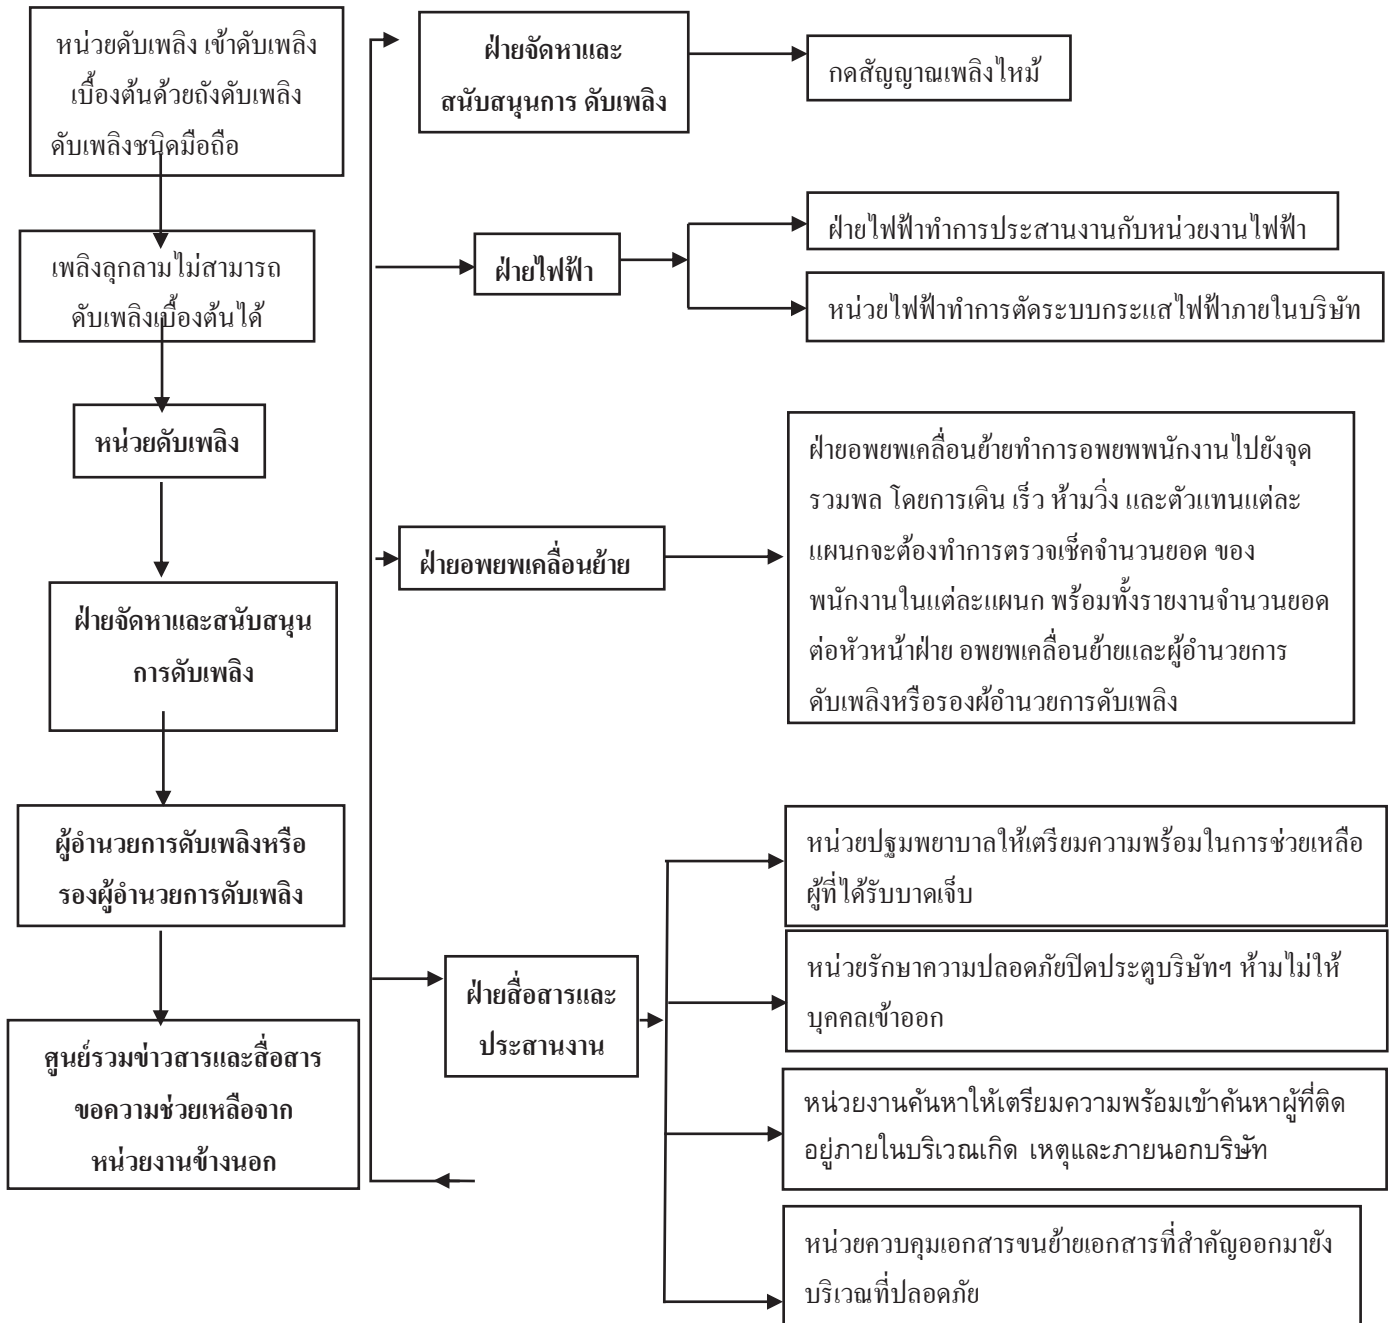 หน่วยดับเพลิง เข้าดับเพลิง
เบื้องต้นด้วยถังดับเพลิง
ดับเพลิงชนิดมือถือ
เพลิงลุกลามไม่สามารถ
ดับเพลิงเบื้องต้นได้
หน่วยดับเพลิง
ฝ่ายจัดหาและสนับสนุน
การดับเพลิง
ผู้อำนวยการดับเพลิงหรือ
รองผู้อำนวยการดับเพลิง
ศูนย์รวมข่าวสารและสื่อสาร
ขอความช่วยเหลือจาก
หน่วยงานข้างนอก
ฝ่ายจัดหาและ
สนับสนุนการ ดับเพลิง
กดสัญญาณเพลิงไหม้
ฝ่ายไฟฟ้า
ฝ่ายไฟฟ้าทำการประสานงานกับหน่วยงานไฟฟ้า
หน่วยไฟฟ้าทำการตัดระบบกระแสไฟฟ้าภายในบริษัท
ฝ่ายอพยพเคลื่อนย้าย
ฝ่ายอพยพเคลื่อนย้ายทำการอพยพพนักงานไปยังจุด
รวมพล โดยการเดิน เร็ว ห้ามวิ่ง และตัวแทนแต่ละ
แผนกจะต้องทำการตรวจเช็คจำนวนยอด ของ
พนักงานในแต่ละแผนก พร้อมทั้งรายงานจำนวนยอด
ต่อหัวหน้าฝ่าย อพยพเคลื่อนย้ายและผู้อำนวยการ
ดับเพลิงหรือรองผู้อำนวยการดับเพลิง
ฝ่ายสื่อสารและ
ประสานงาน
หน่วยปฐมพยาบาลให้เตรียมความพร้อมในการช่วยเหลือ
ผู้ที่ได้รับบาดเจ็บ
หน่วยรักษาความปลอดภัยปิดประตูบริษัทฯ ห้ามไม่ให้
บุคคลเข้าออก
หน่วยงานค้นหาให้เตรียมความพร้อมเข้าค้นหาผู้ที่ติด
อยู่ภายในบริเวณเกิด เหตุและภายนอกบริษัท
หน่วยควบคุมเอกสารขนย้ายเอกสารที่สำคัญออกมายัง
บริเวณที่ปลอดภัย